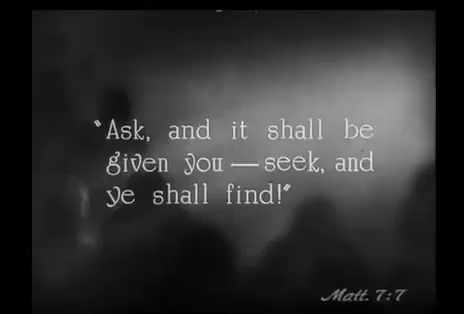 "Ask, and it shall be
given you — seek, and
ye shall find!"
Matt. 7:7